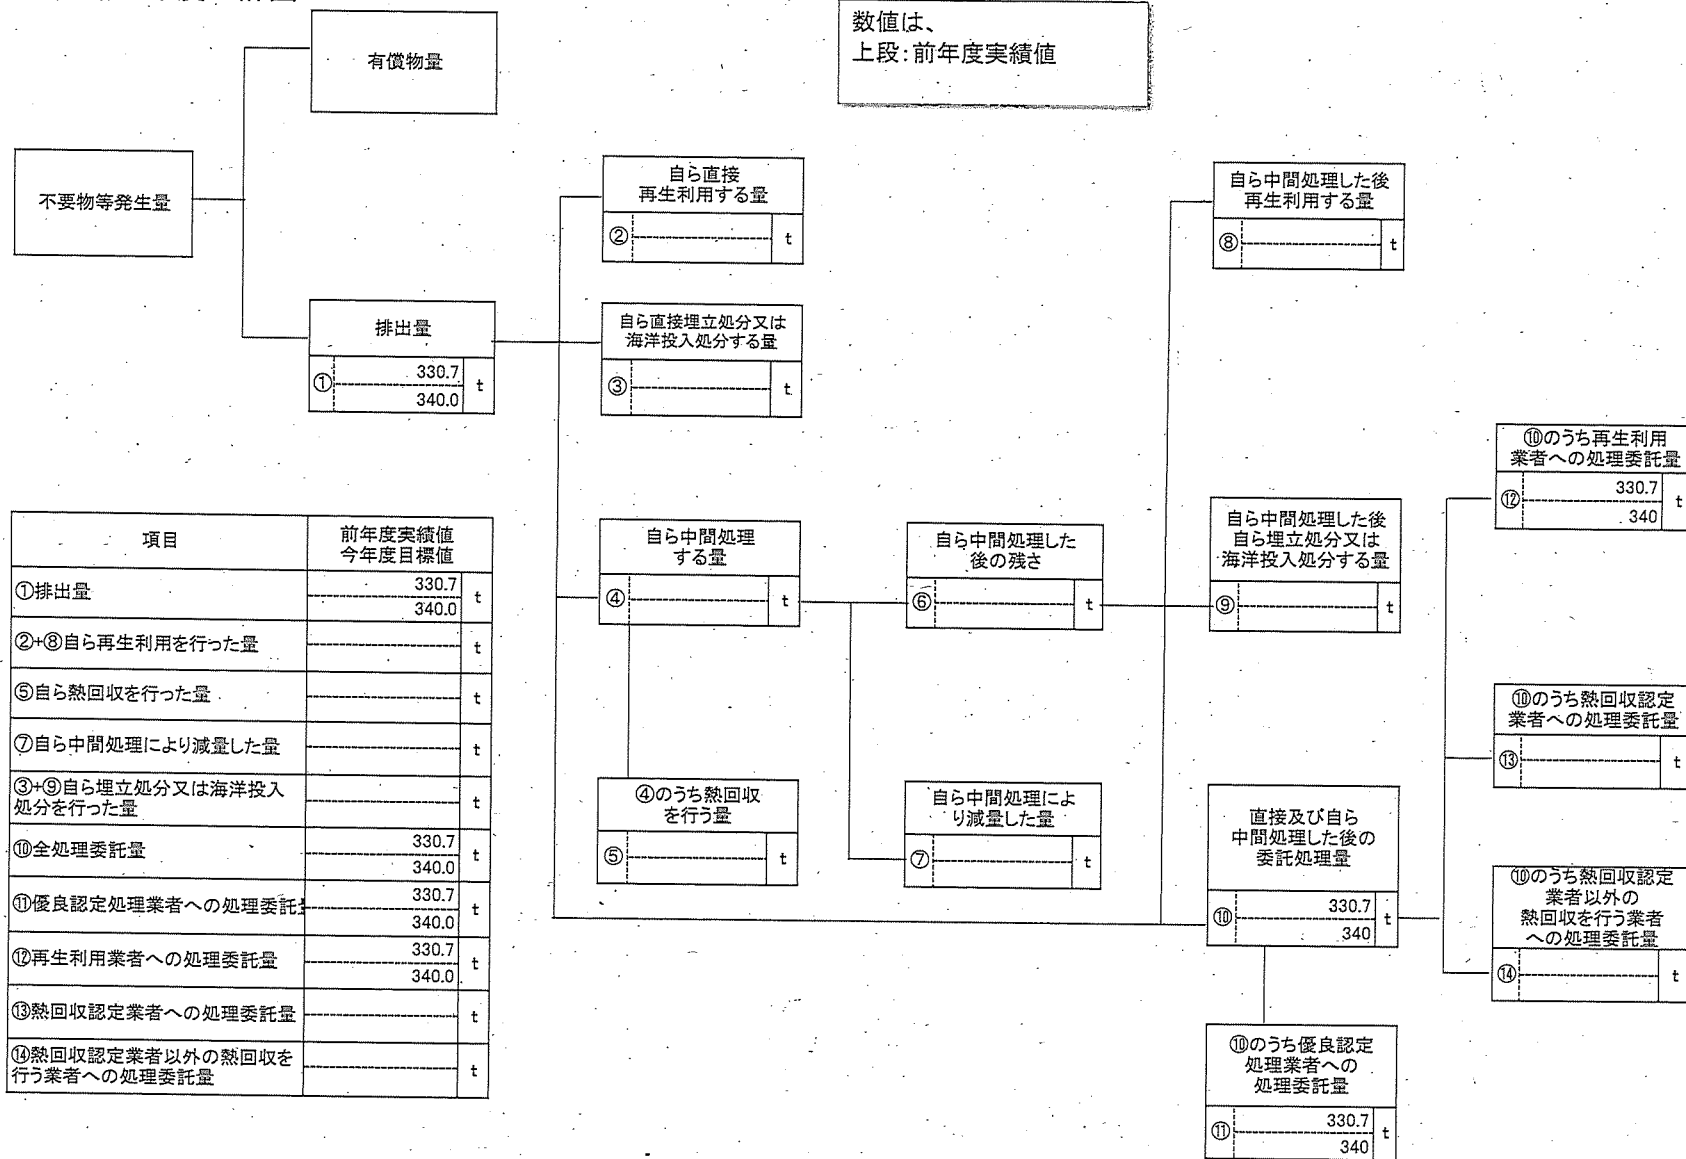 数値は、
上段:前年度実績値
有償物量
不要物等発生量
排出量
①
330.7
340.0
t
自ら直接
再生利用する量
②
t
自ら直接埋立処分又は
海洋投入処分する量
③
t
自ら中間処理
する量
④
t
④のうち熱回収
を行う量
⑤
t
自ら中間処理した
後の残さ
⑥
t
自ら中間処理によ
り減量した量
⑦
t
自ら中間処理した後
再生利用する量
⑧
t
自ら中間処理した後
自ら埋立処分又は
海洋投入処分する量
⑨
t
直接及び自ら
中間処理した後の
委託処理量
⑩
330.7
340
t
⑩のうち優良認定
処理業者への
処理委託量
⑪
330.7
340
t
⑩のうち再生利用
業者への処理委託量
⑫
330.7
340
t
⑩のうち熱回収認定
業者への処理委託量
⑬
t
⑩のうち熱回収認定
業者以外の
熱回収を行う業者
への処理委託量
⑭
t
項目
前年度実績値
今年度目標値
①排出量
330.7
340.0
t
②+⑧自ら再生利用を行った量
t
⑤自ら熱回収を行った量
t
⑦自ら中間処理により減量した量
t
③+⑨自ら埋立処分又は海洋投入
処分を行った量
t
⑩全処理委託量
330.7
340.0
t
⑪優良認定処理業者への処理委託
330.7
340.0
t
⑫再生利用業者への処理委託量
330.7
340.0
t
⑬熱回収認定業者への処理委託量
t
⑭熱回収認定業者以外の熱回収を
行う業者への処理委託量
t